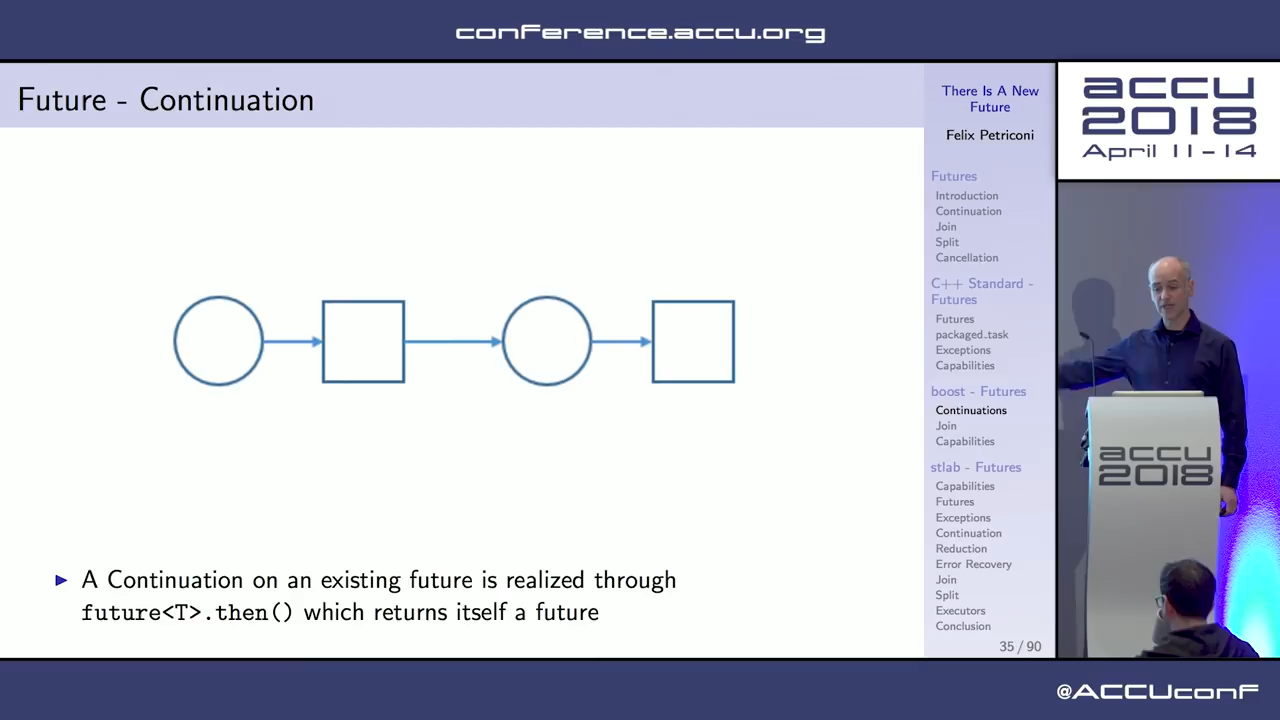 conference.accu.org
Future - Continuation
There Is A New
Future
Felix Petriconi
Futures
Introduction
Continuation
Join
Split
Cancellation
C++ Standard -
Futures
Futures
packaged_task
Exceptions
Capabilities
boost - Futures
Continuations
Join
Capabilities
stlab - Futures
Capabilities
Futures
Exceptions
Continuation
Reduction
Error Recovery
Join
Split
Executors
Conclusion
35 / 90
A Continuation on an existing future is realized through
future<T>.then() which returns itself a future
accu
2018
April 11-14
accu
2018
@ACCUconf